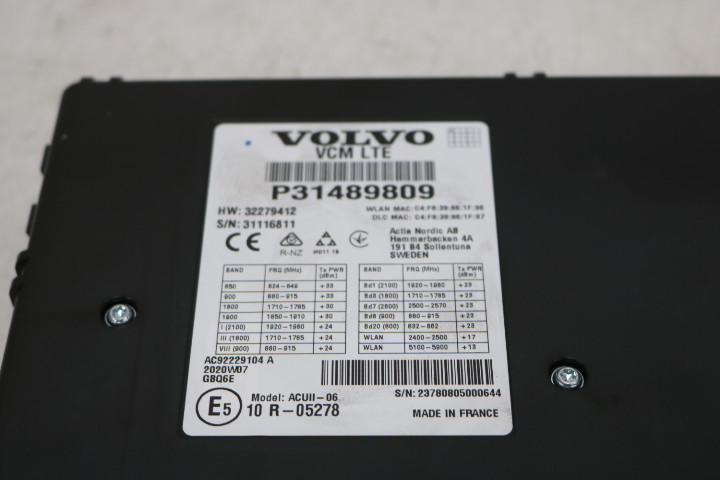 VOLVO
VCM LTE
P31489809
HW: 32279412
S/N: 31116811
WLAN MAC: C4:F8:39:86:1F:96
DLC MAC: C4:F8:39:86:1F:97
CE
R-NZ
Actia Nordic AB
Hammarbacken 4A
191 84 Sollentuna
SWEDEN
BAND FRQ (MHz) Tx PWR (dBm)
850 824-849 +33
900 880-915 +33
1800 1710-1785 +30
1900 1850-1910 +30
I (2100) 1920-1980 +24
III (1800) 1710-1785 +24
VIII (900) 880-915 +24
BAND FRQ (MHz) Tx PWR (dBm)
Bd1 (2100) 1920-1980 +23
Bd3 (1800) 1710-1785 +23
Bd7 (2600) 2500-2570 +23
Bd8 (900) 880-915 +23
Bd20 (800) 832-862 +23
WLAN 2400-2500 +17
WLAN 5100-5900 +13
AC92229104 A
2020W07
GBQ6E
S/N: 23780805000644
E5
Model: ACUII-06
10 R-05278
MADE IN FRANCE